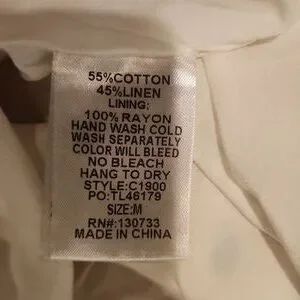 55%COTTON
45%LINEN
LINING:
100% RAYON
HAND WASH COLD
WASH SEPARATELY
COLOR WILL BLEED
NO BLEACH
HANG TO DRY
STYLE:C1900
PO:TL46179
SIZE:M
RN#:130733
MADE IN CHINA